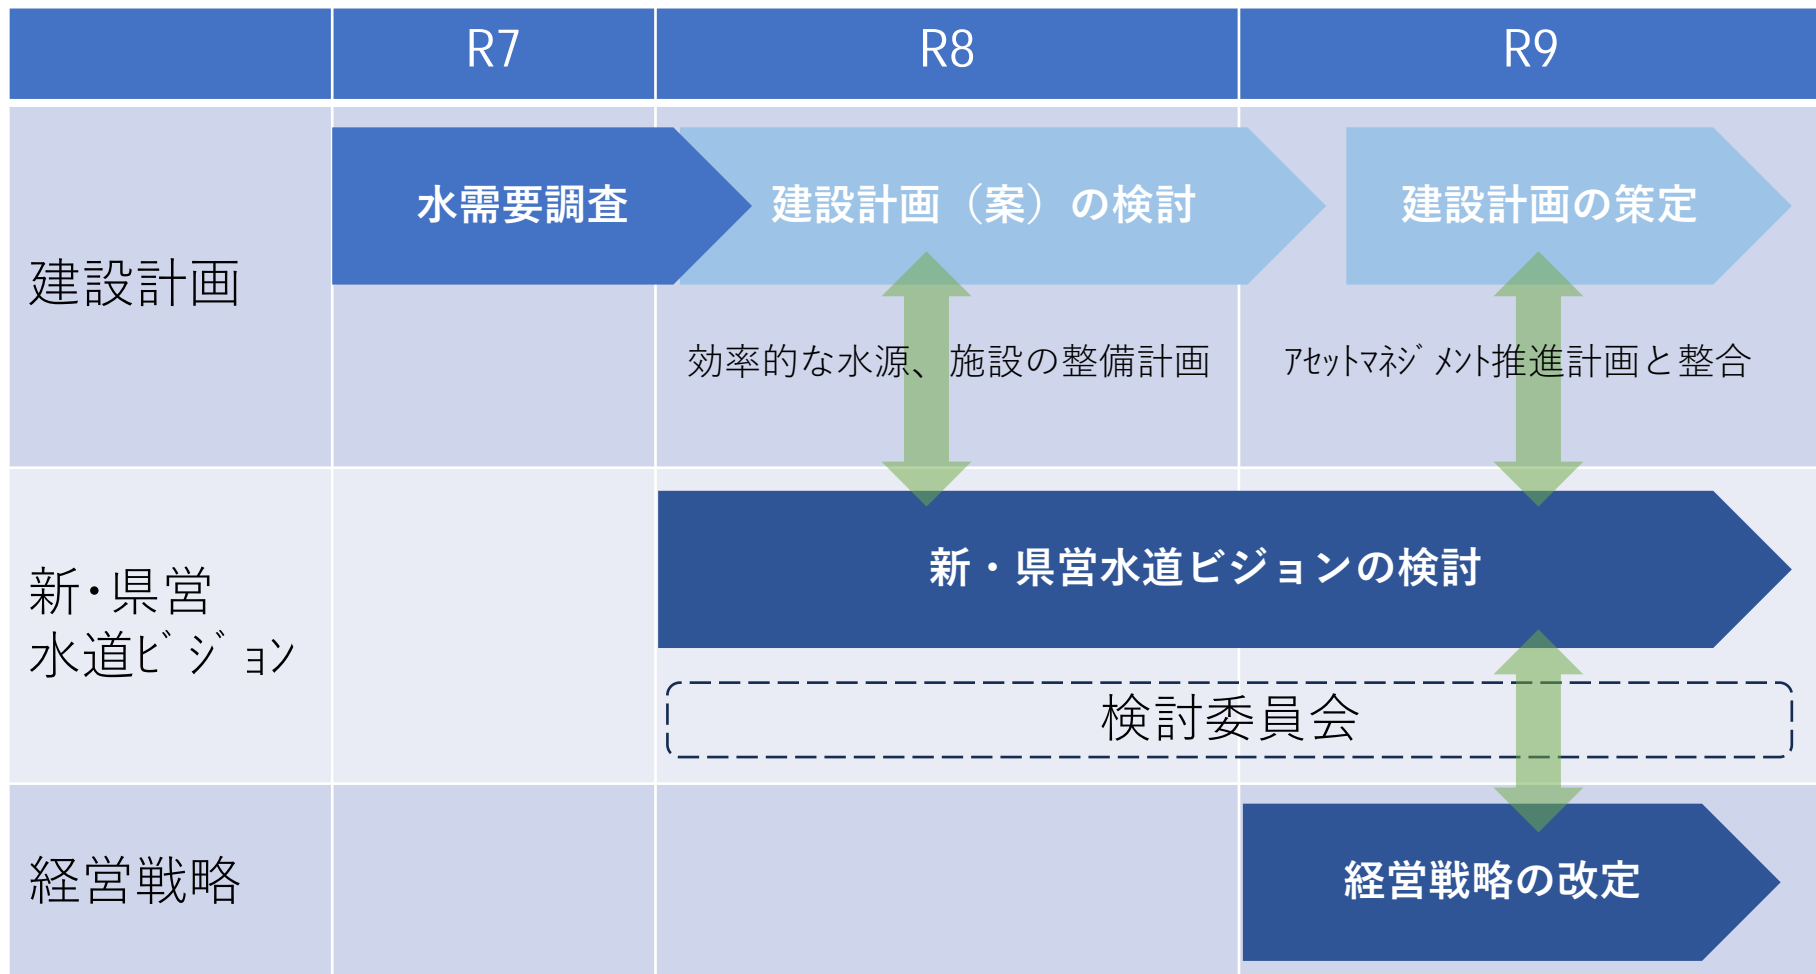 R7
R8
R9
建設計画
水需要調査
建設計画（案）の検討
建設計画の策定
効率的な水源、施設の整備計画
ｱｾｯﾄﾏﾈｼﾞﾒﾝﾄ推進計画と整合
新･県営
水道ﾋﾞｼﾞｮﾝ
新・県営水道ビジョンの検討
検討委員会
経営戦略
経営戦略の改定